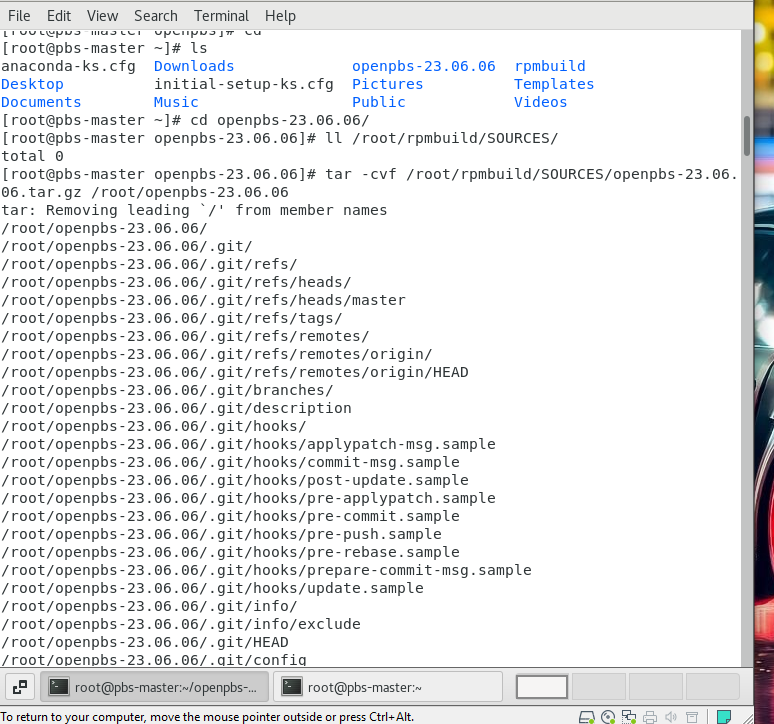 File Edit View Search Terminal Help
[root@pbs-master openpbs]# cd
[root@pbs-master ~]# ls
anaconda-ks.cfg Downloads openpbs-23.06.06 rpmbuild
Desktop initial-setup-ks.cfg Pictures Templates
Documents Music Public Videos
[root@pbs-master ~]# cd openpbs-23.06.06/
[root@pbs-master openpbs-23.06.06]# ll /root/rpmbuild/SOURCES/
total 0
[root@pbs-master openpbs-23.06.06]# tar -cvf /root/rpmbuild/SOURCES/openpbs-23.06.
06.tar.gz /root/openpbs-23.06.06
tar: Removing leading `/' from member names
/root/openpbs-23.06.06/
/root/openpbs-23.06.06/.git/
/root/openpbs-23.06.06/.git/refs/
/root/openpbs-23.06.06/.git/refs/heads/
/root/openpbs-23.06.06/.git/refs/heads/master
/root/openpbs-23.06.06/.git/refs/tags/
/root/openpbs-23.06.06/.git/refs/remotes/
/root/openpbs-23.06.06/.git/refs/remotes/origin/
/root/openpbs-23.06.06/.git/refs/remotes/origin/HEAD
/root/openpbs-23.06.06/.git/branches/
/root/openpbs-23.06.06/.git/description
/root/openpbs-23.06.06/.git/hooks/
/root/openpbs-23.06.06/.git/hooks/applypatch-msg.sample
/root/openpbs-23.06.06/.git/hooks/commit-msg.sample
/root/openpbs-23.06.06/.git/hooks/post-update.sample
/root/openpbs-23.06.06/.git/hooks/pre-applypatch.sample
/root/openpbs-23.06.06/.git/hooks/pre-commit.sample
/root/openpbs-23.06.06/.git/hooks/pre-push.sample
/root/openpbs-23.06.06/.git/hooks/pre-rebase.sample
/root/openpbs-23.06.06/.git/hooks/prepare-commit-msg.sample
/root/openpbs-23.06.06/.git/hooks/update.sample
/root/openpbs-23.06.06/.git/info/
/root/openpbs-23.06.06/.git/info/exclude
/root/openpbs-23.06.06/.git/HEAD
/root/openpbs-23.06.06/.git/config
root@pbs-master:~/openpbs-... root@pbs-master:~
To return to your computer, move the mouse pointer outside or press Ctrl+Alt.